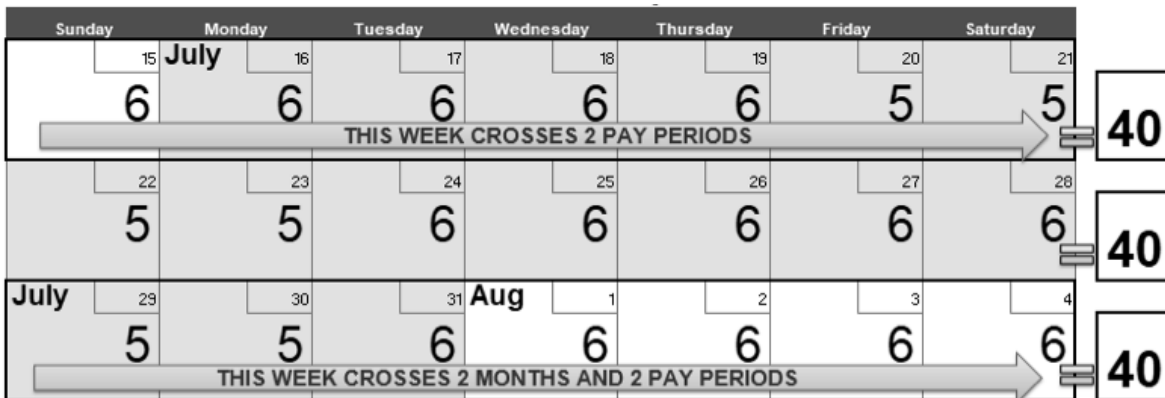 Sunday Monday Tuesday Wednesday Thursday Friday Saturday
15 July 16 17 18 19 20 21
6 6 6 6 6 5 5 = 40
THIS WEEK CROSSES 2 PAY PERIODS
22 23 24 25 26 27 28
5 5 6 6 6 6 6 = 40
July 29 30 31 Aug 1 2 3 4
5 5 6 6 6 6 6 = 40
THIS WEEK CROSSES 2 MONTHS AND 2 PAY PERIODS